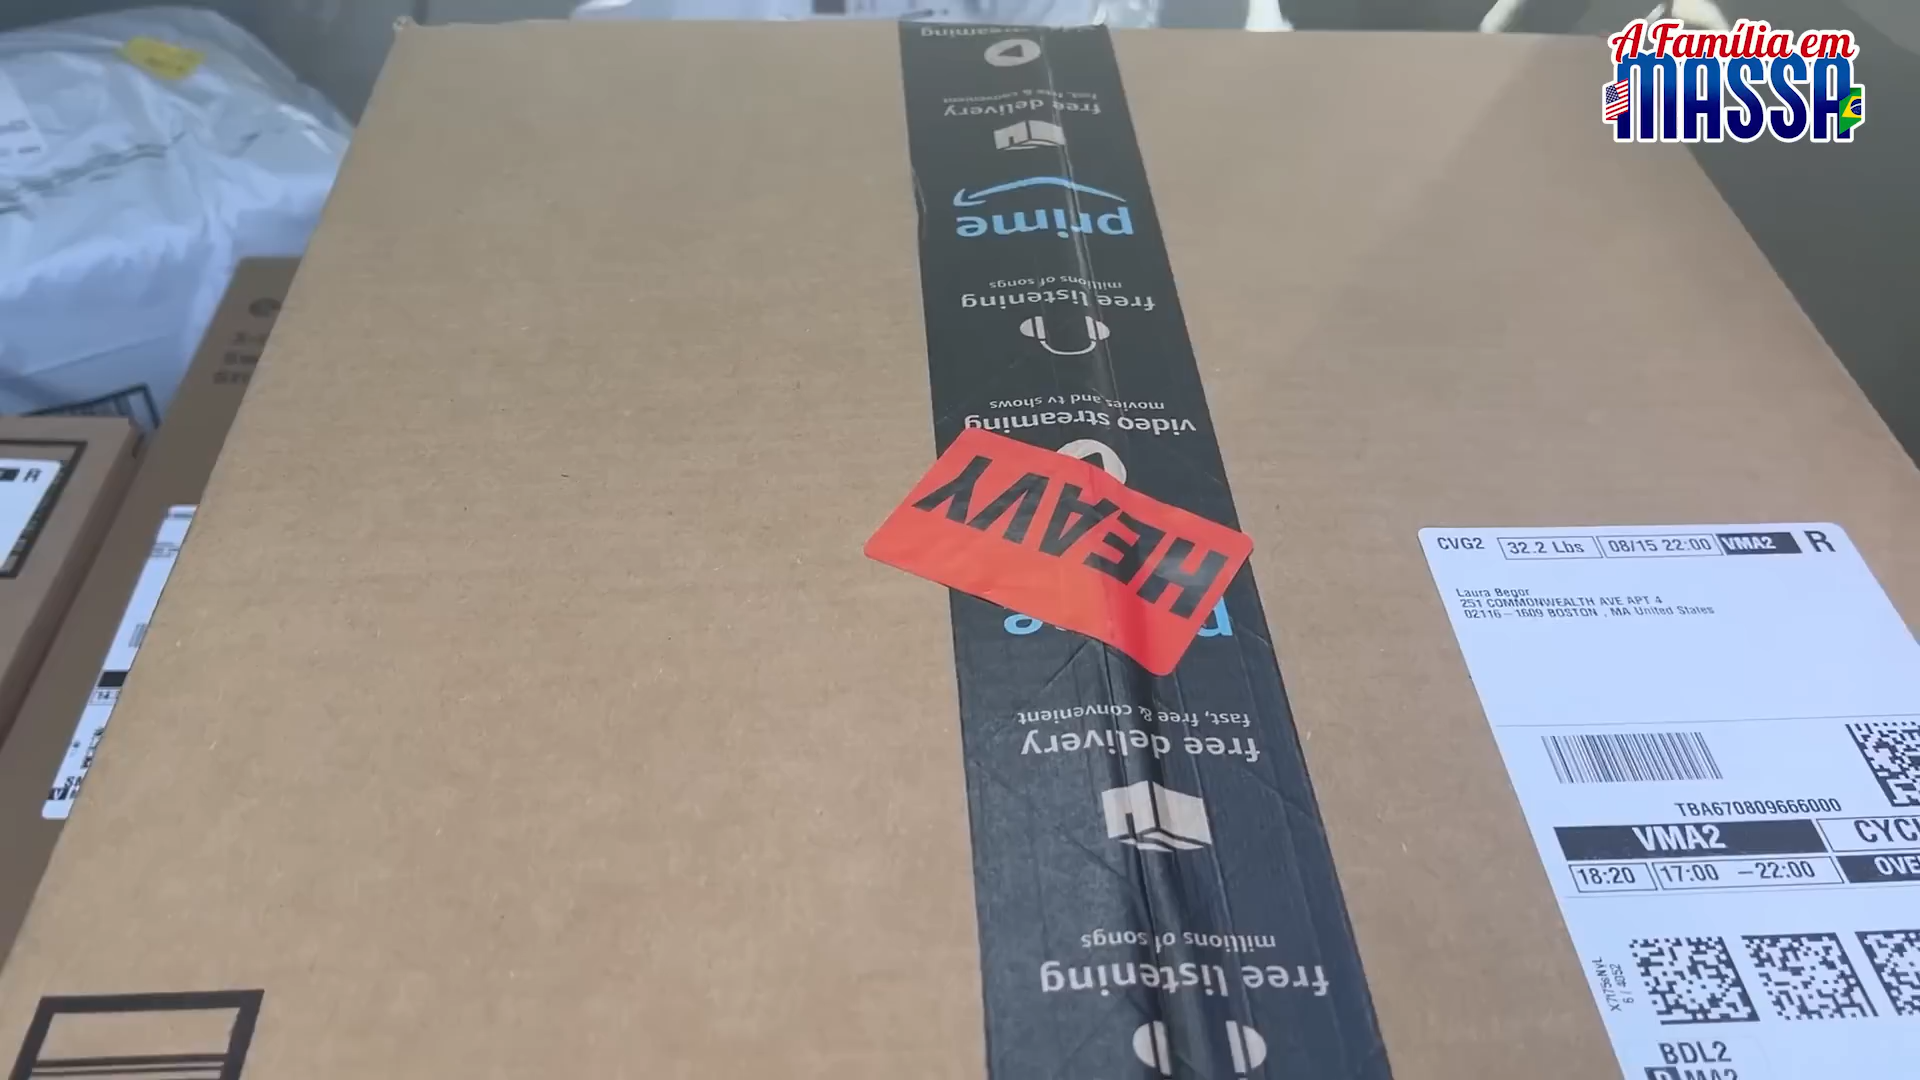 A Família em
MASSA
video streaming
free delivery
fast, free & convenient
prime
free listening
millions of songs
video streaming
movies and tv shows
HEAVY
free delivery
fast, free & convenient
free listening
millions of songs
R
CVG2 32.2 Lbs 08/15 22:00 VMA2 R
Laura Begor
251 COMMONWEALTH AVE APT 4
02116-1609 BOSTON , MA United States
TBA670809666000
VMA2
18:20 17:00 -22:00
BDL2